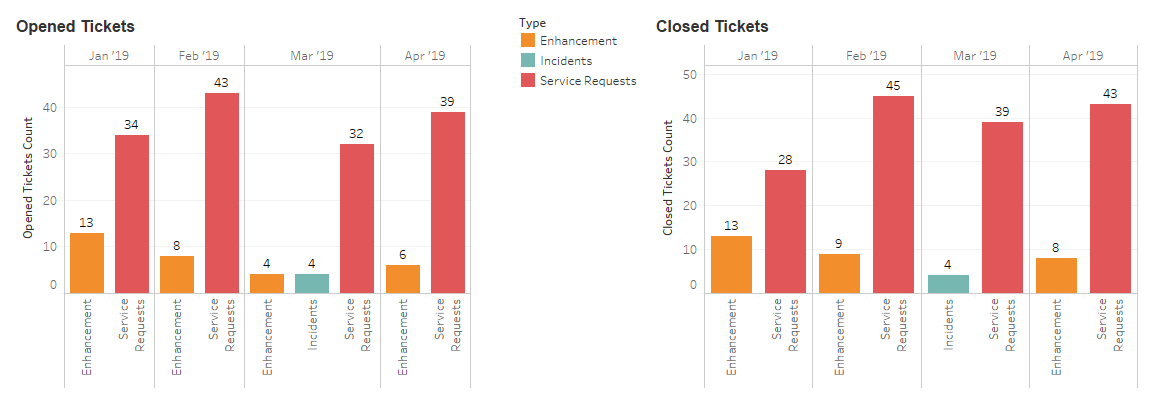 Opened Tickets
Jan '19 Feb '19 Mar '19 Apr '19
Opened Tickets Count
40
30
20
10
0
13
34
8
43
4
4
32
6
39
Enhancement
Service
Requests
Enhancement
Service
Requests
Enhancement
Incidents
Service
Requests
Enhancement
Service
Requests
Type
Enhancement
Incidents
Service Requests
Closed Tickets
Jan '19 Feb '19 Mar '19 Apr '19
Closed Tickets Count
50
40
30
20
10
0
13
28
9
45
4
39
8
43
Enhancement
Service
Requests
Enhancement
Service
Requests
Incidents
Service
Requests
Enhancement
Service
Requests